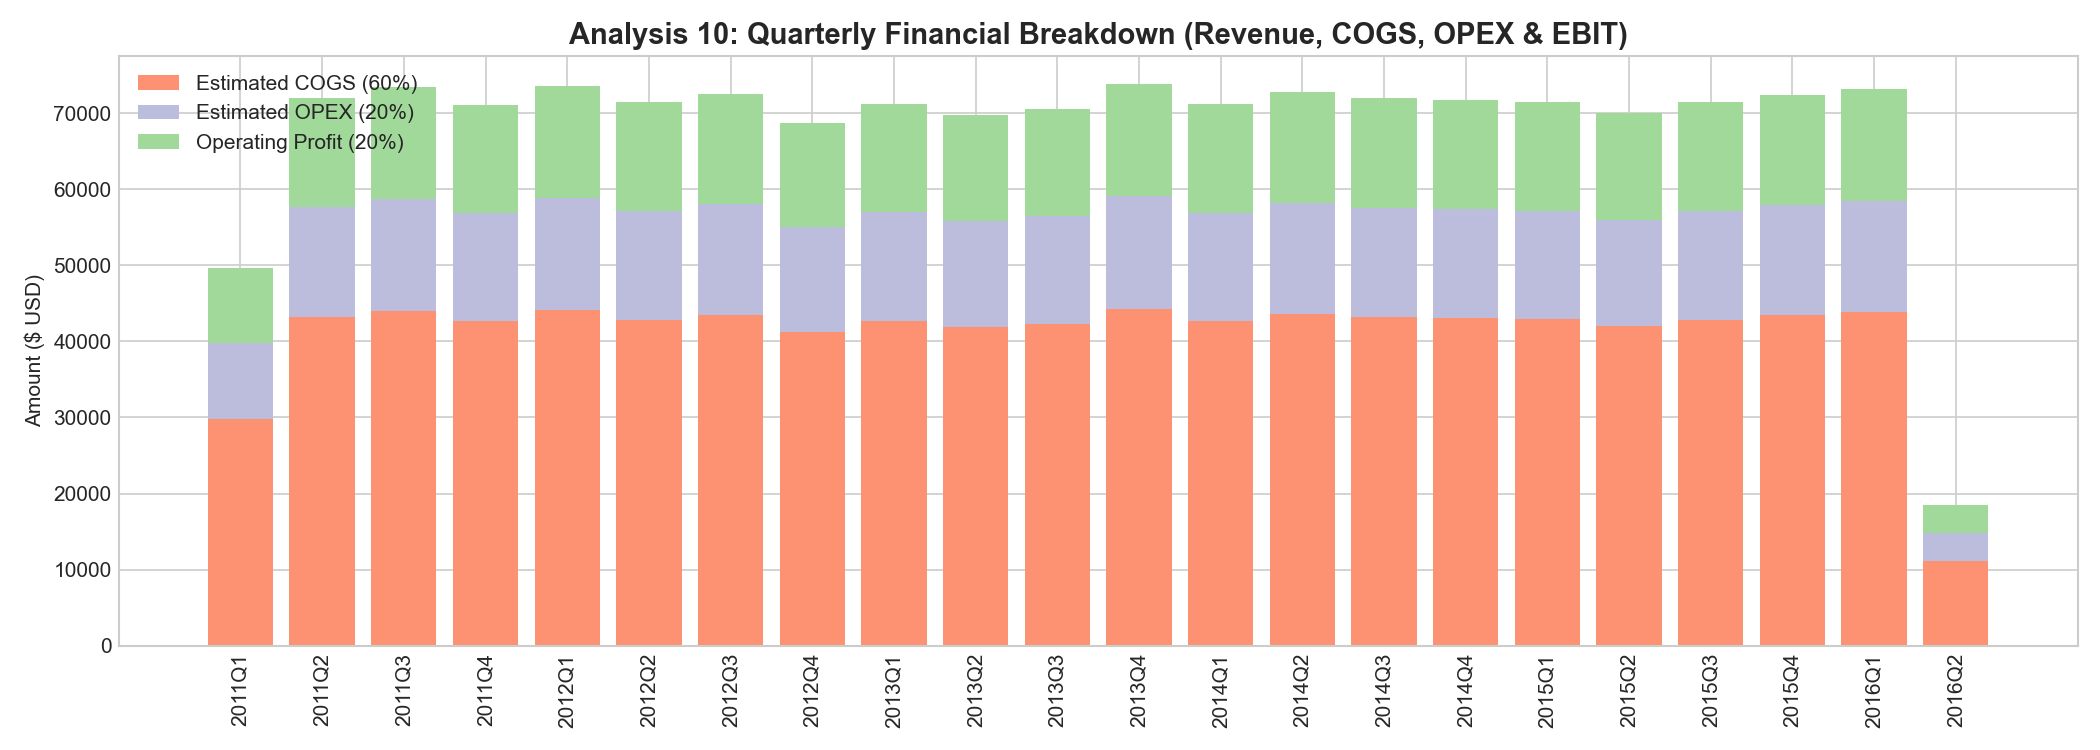 Analysis 10: Quarterly Financial Breakdown (Revenue, COGS, OPEX & EBIT)
Estimated COGS (60%)
Estimated OPEX (20%)
Operating Profit (20%)
Amount ($ USD)
70000
60000
50000
40000
30000
20000
10000
0
2011Q1
2011Q2
2011Q3
2011Q4
2012Q1
2012Q2
2012Q3
2012Q4
2013Q1
2013Q2
2013Q3
2013Q4
2014Q1
2014Q2
2014Q3
2014Q4
2015Q1
2015Q2
2015Q3
2015Q4
2016Q1
2016Q2